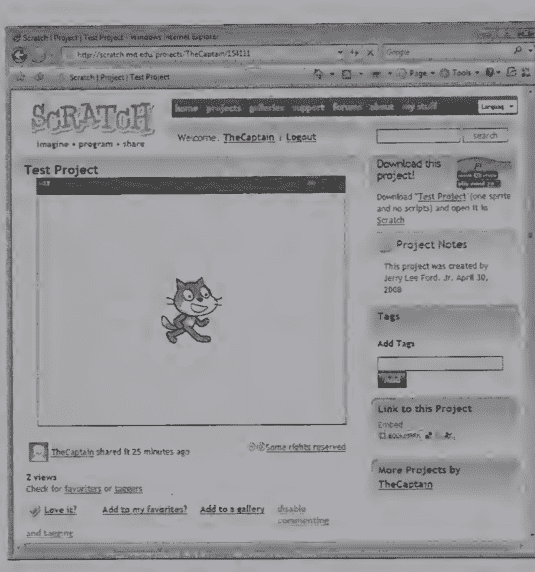 Scratch | Project | Test Project - Windows Internet Explorer
http://scratch.mit.edu/projects/TheCaptain/154111
Google
Scratch | Project | Test Project
Page
Tools
SCRATCH
imagine • program • share
home projects galleries support forums about my stuff
Language
Welcome, TheCaptain | Logout
search
Test Project
Download this
project!
Download "Test Project" (one sprite
and no scripts) and open it in
Scratch
Project Notes
This project was created by
Jerry Lee Ford, Jr. April 30,
2008
Tags
Add Tags
Add
Link to this Project
Embed
TheCaptain shared it 25 minutes ago
Some rights reserved
2 views
Check for favoriters or taggers
More Projects by
TheCaptain
Love it?
Add to my favorites?
Add to a gallery
disable
commenting
and tagging